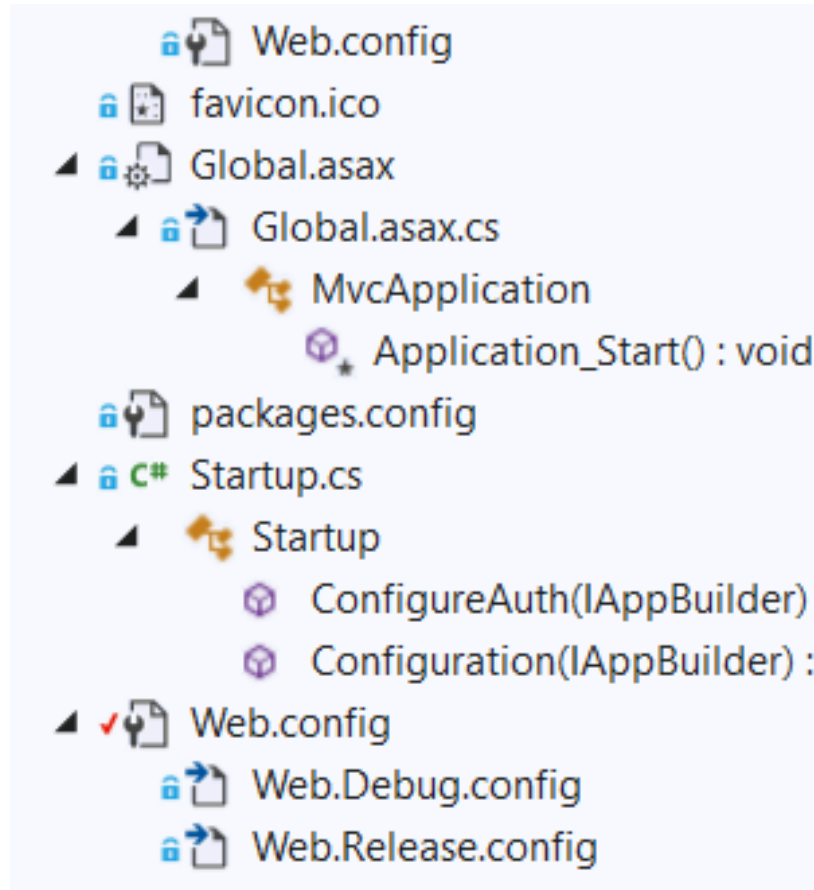 Web.config
favicon.ico
Global.asax
Global.asax.cs
MvcApplication
Application_Start() : void
packages.config
C# Startup.cs
Startup
ConfigureAuth(IAppBuilder)
Configuration(IAppBuilder) :
Web.config
Web.Debug.config
Web.Release.config